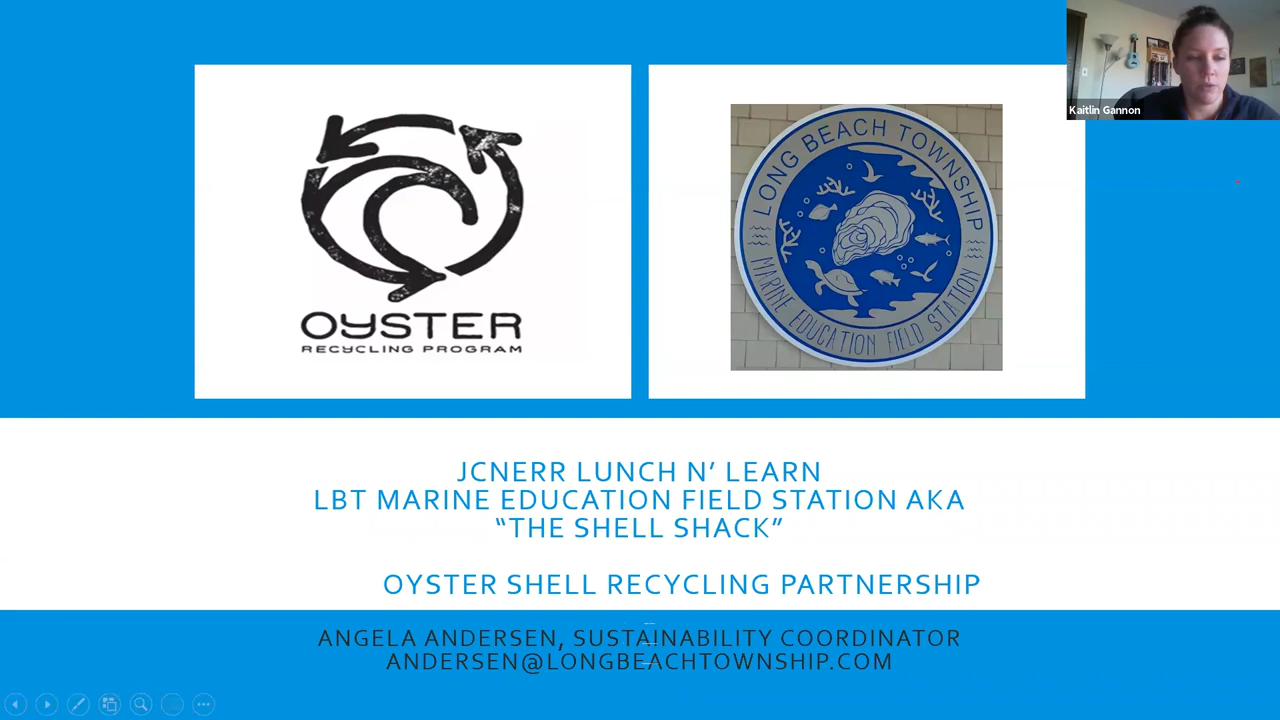 OYSTER
RECYCLING PROGRAM
LONG BEACH TOWNSHIP
MARINE EDUCATION FIELD STATION
Kaitlin Gannon
JCNERR LUNCH N’ LEARN
LBT MARINE EDUCATION FIELD STATION AKA
“THE SHELL SHACK”
OYSTER SHELL RECYCLING PARTNERSHIP
ANGELA ANDERSEN, SUSTAINABILITY COORDINATOR
ANDERSEN@LONGBEACHTOWNSHIP.COM